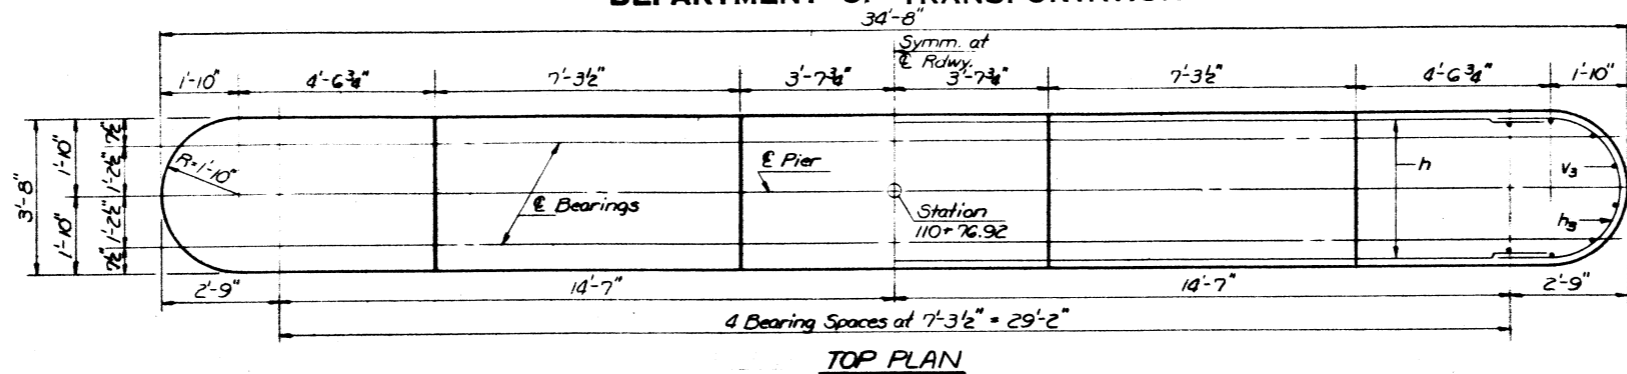 DEPARTMENT OF TRANSPORTATION
34'-8"
Symm. at
℄ Rdwy.
1'-10" 4'-6¾" 7'-3½" 3'-7¾" 3'-7¾" 7'-3½" 4'-6¾" 1'-10"
3'-8"
1'-10"
1'-10"
7½"
1'-2½"
1'-2½"
7½"
R=1'-10"
℄ Bearings
℄ Pier
Station
110+76.92
h
V3
h3
2'-9" 14'-7" 14'-7" 2'-9"
4 Bearing Spaces at 7'-3½" = 29'-2"
TOP PLAN